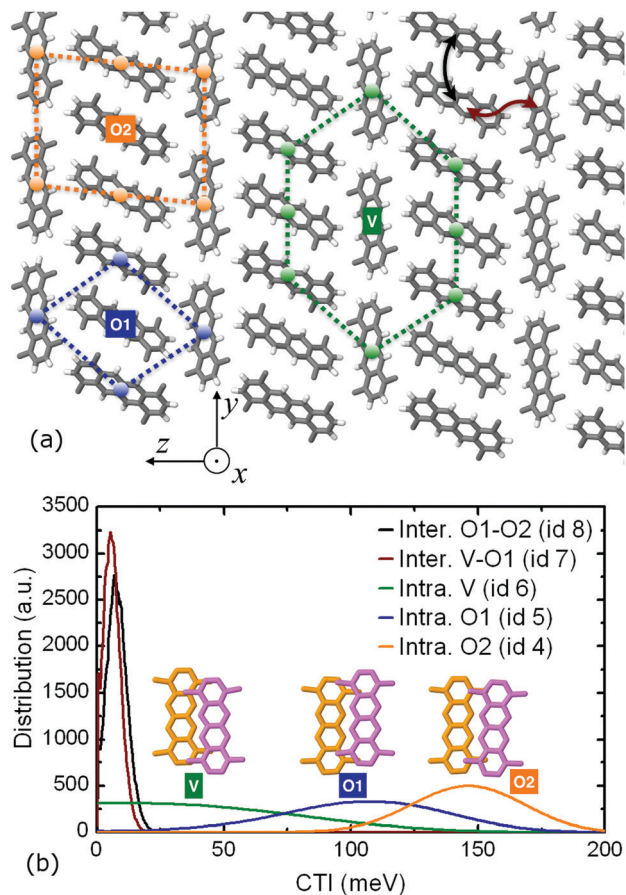 (a)
O2
V
O1
y
z
x
(b)
3500
3000
2500
2000
1500
1000
500
0
Distribution (a.u.)
Inter. O1-O2 (id 8)
Inter. V-O1 (id 7)
Intra. V (id 6)
Intra. O1 (id 5)
Intra. O2 (id 4)
V
O1
O2
0
50
100
150
200
CTI (meV)